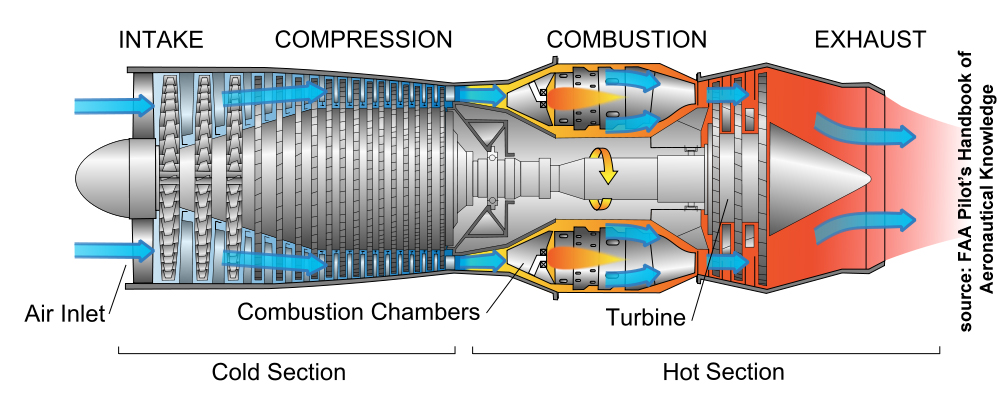 INTAKE COMPRESSION COMBUSTION EXHAUST
Air Inlet
Combustion Chambers
Turbine
Cold Section
Hot Section
source: FAA Pilot's Handbook of
Aeronautical Knowledge